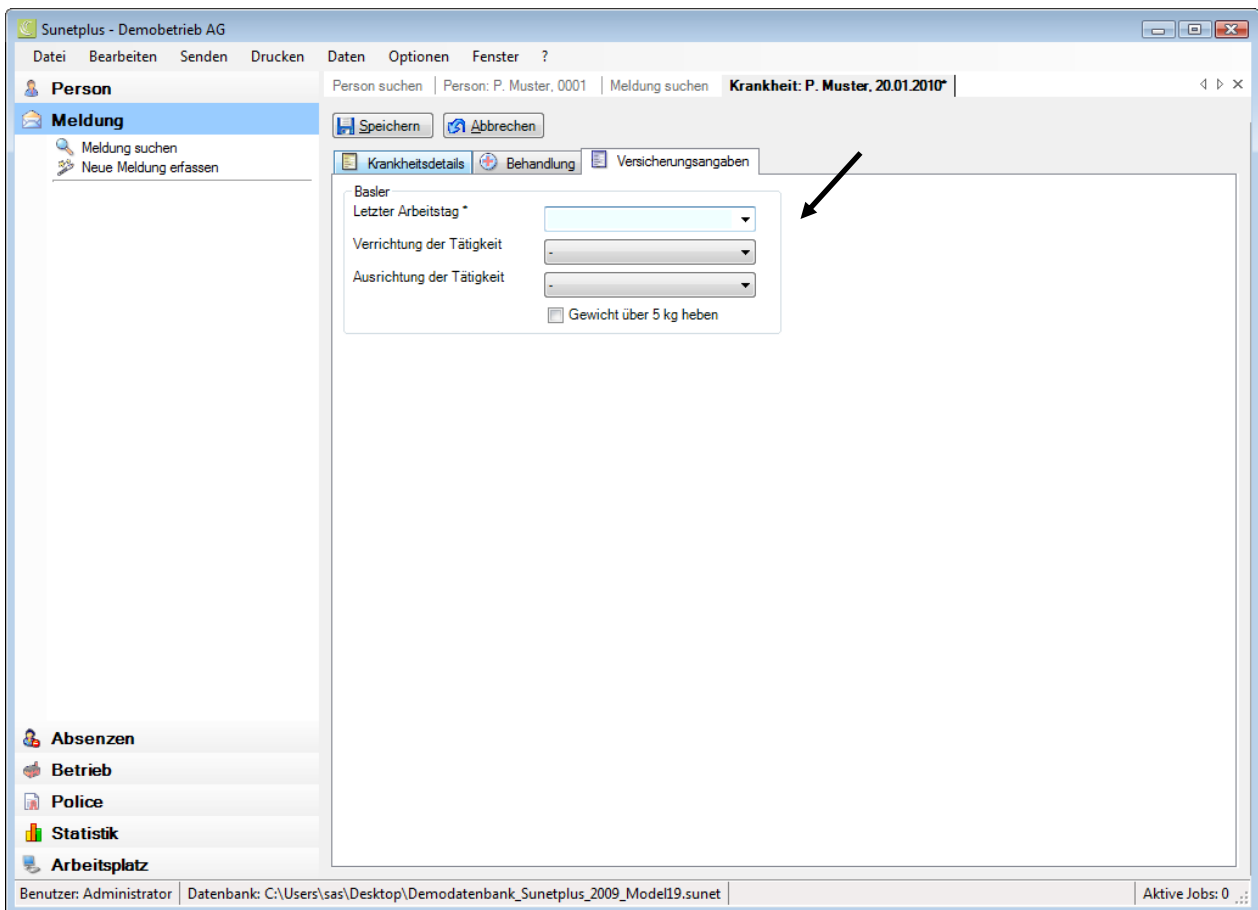 Sunetplus - Demobetrieb AG
Datei Bearbeiten Senden Drucken Daten Optionen Fenster ?
Person
Meldung
Meldung suchen
Neue Meldung erfassen
Absenzen
Betrieb
Police
Statistik
Arbeitsplatz
Person suchen Person: P. Muster, 0001 Meldung suchen Krankheit: P. Muster, 20.01.2010*
Speichern Abbrechen
Krankheitsdetails Behandlung Versicherungsangaben
Basler
Letzter Arbeitstag *
Verrichtung der Tätigkeit -
Ausrichtung der Tätigkeit -
Gewicht über 5 kg heben
Benutzer: Administrator Datenbank: C:\Users\sas\Desktop\Demodatenbank_Sunetplus_2009_Model19.sunet Aktive Jobs: 0